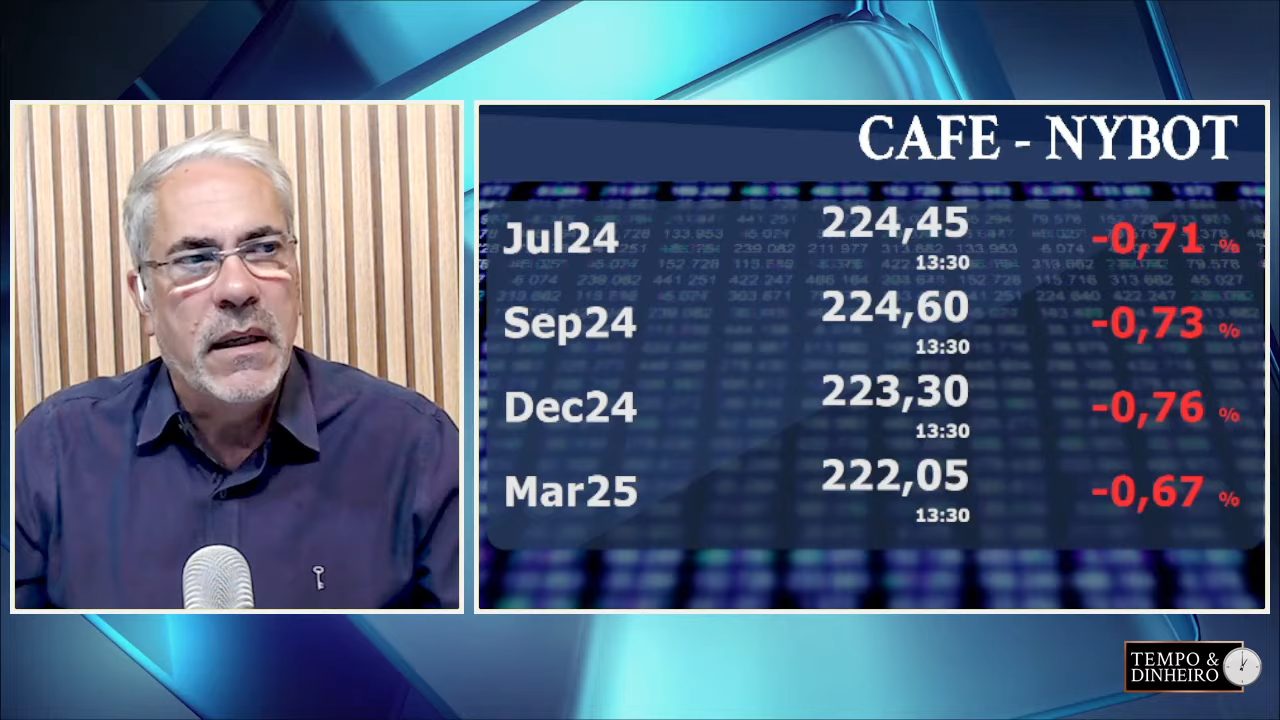 CAFE - NYBOT
Jul24 224,45 -0,71 %
13:30
Sep24 224,60 -0,73 %
13:30
Dec24 223,30 -0,76 %
13:30
Mar25 222,05 -0,67 %
13:30
TEMPO &
DINHEIRO